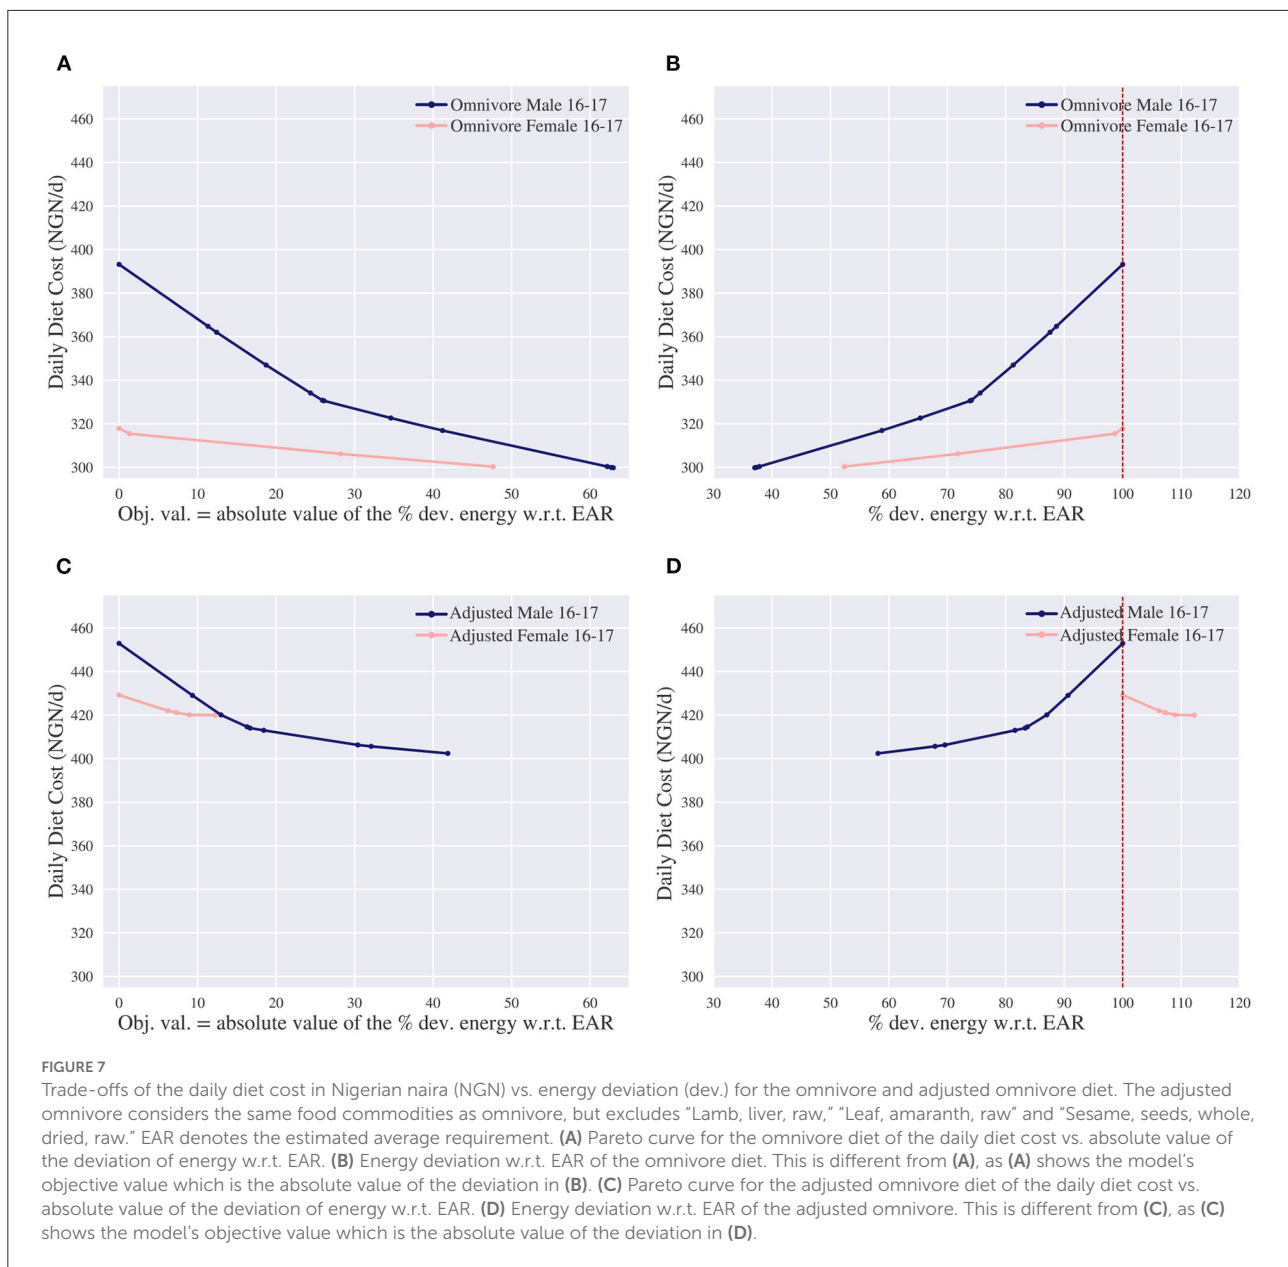 A
Omnivore Male 16-17
Omnivore Female 16-17
460
440
420
400
380
360
340
320
300
Daily Diet Cost (NGN/d)
0 10 20 30 40 50 60
Obj. val. = absolute value of the % dev. energy w.r.t. EAR
B
Omnivore Male 16-17
Omnivore Female 16-17
460
440
420
400
380
360
340
320
300
Daily Diet Cost (NGN/d)
30 40 50 60 70 80 90 100 110 120
% dev. energy w.r.t. EAR
C
Adjusted Male 16-17
Adjusted Female 16-17
460
440
420
400
380
360
340
320
300
Daily Diet Cost (NGN/d)
0 10 20 30 40 50 60
Obj. val. = absolute value of the % dev. energy w.r.t. EAR
D
Adjusted Male 16-17
Adjusted Female 16-17
460
440
420
400
380
360
340
320
300
Daily Diet Cost (NGN/d)
30 40 50 60 70 80 90 100 110 120
% dev. energy w.r.t. EAR
FIGURE 7
Trade-offs of the daily diet cost in Nigerian naira (NGN) vs. energy deviation (dev.) for the omnivore and adjusted omnivore diet. The adjusted
omnivore considers the same food commodities as omnivore, but excludes “Lamb, liver, raw,” “Leaf, amaranth, raw” and “Sesame, seeds, whole,
dried, raw.” EAR denotes the estimated average requirement. (A) Pareto curve for the omnivore diet of the daily diet cost vs. absolute value of
the deviation of energy w.r.t. EAR. (B) Energy deviation w.r.t. EAR of the omnivore diet. This is different from (A), as (A) shows the model’s
objective value which is the absolute value of the deviation in (B). (C) Pareto curve for the adjusted omnivore diet of the daily diet cost vs.
absolute value of the deviation of energy w.r.t. EAR. (D) Energy deviation w.r.t. EAR of the adjusted omnivore. This is different from (C), as (C)
shows the model’s objective value which is the absolute value of the deviation in (D).